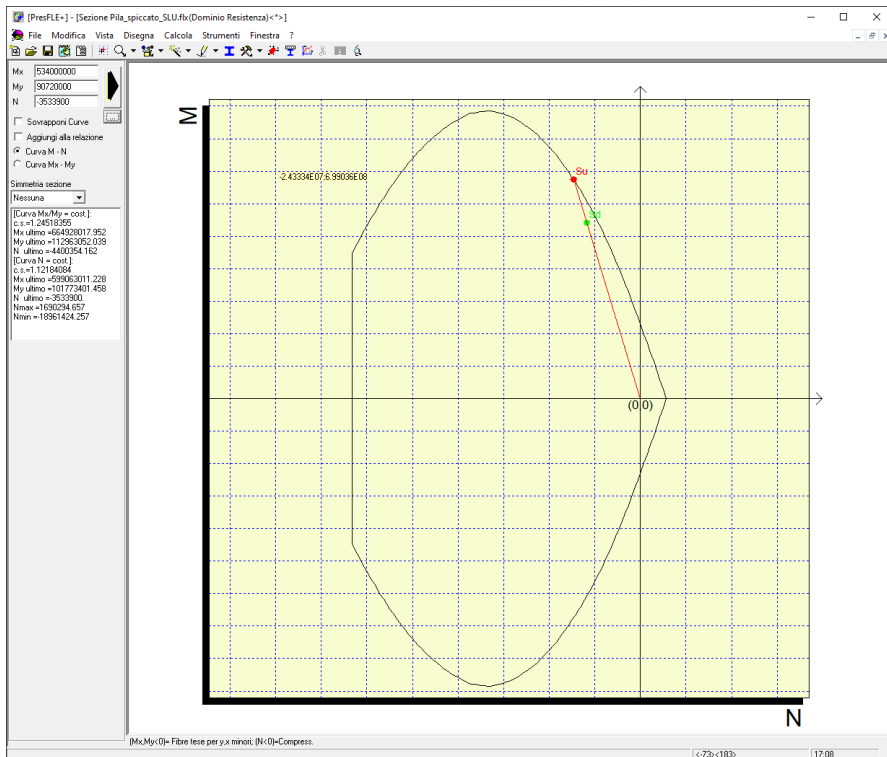 [PresFLE+] - [Sezione Pila_spiccato_SLU.flx(Dominio Resistenza)<*>]
File Modifica Vista Disegna Calcola Strumenti Finestra ?
Mx 534000000
My 90720000
N -3533900
...
Sovrapponi Curve
Aggiungi alla relazione
Curva M - N
Curva Mx - My
Simmetria sezione
Nessuna
[Curva Mx/My = cost.]:
c.s.=1.24518355
Mx ultimo =664928017.952
My ultimo =112963052.039
N ultimo =-4400354.162
[Curva N = cost.]:
c.s.=1.12184084
Mx ultimo =599063011.228
My ultimo =101773401.458
N ultimo =-3533900.
Nmax =1690294.657
Nmin =-18961424.257
M
-2.43334E07;6.99036E08
Su
Sd
(0,0)
N
(Mx,My<0)= Fibre tese per y,x minori; (N<0)=Compress.
<-73><183>
17:08